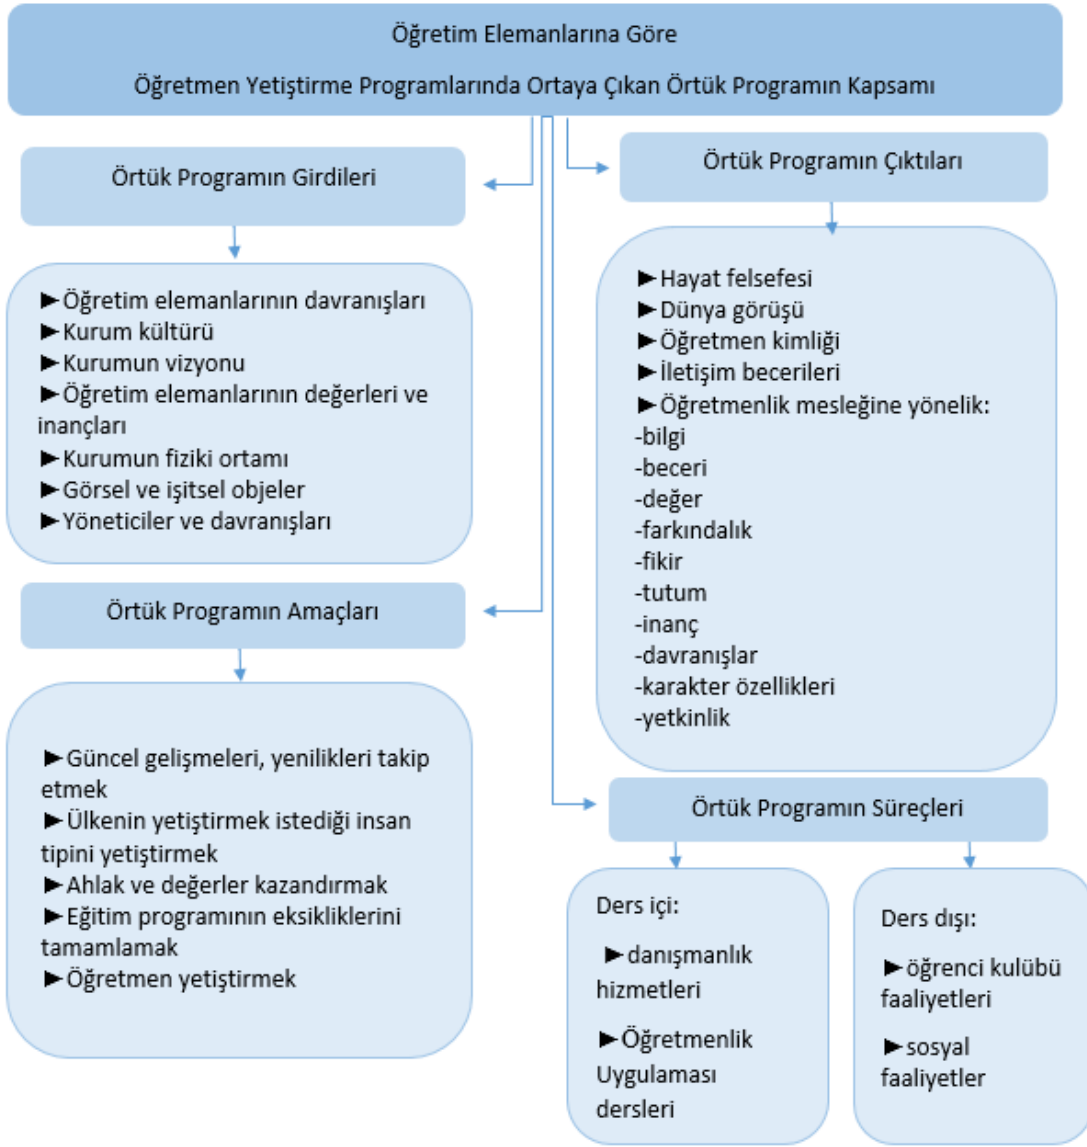 Öğretim Elemanlarına Göre
Öğretmen Yetiştirme Programlarında Ortaya Çıkan Örtük Programın Kapsamı
Örtük Programın Girdileri
►Öğretim elemanlarının davranışları
►Kurum kültürü
►Kurumun vizyonu
►Öğretim elemanlarının değerleri ve
inançları
►Kurumun fiziki ortamı
►Görsel ve işitsel objeler
►Yöneticiler ve davranışları
Örtük Programın Çıktıları
►Hayat felsefesi
►Dünya görüşü
►Öğretmen kimliği
►İletişim becerileri
►Öğretmenlik mesleğine yönelik:
-bilgi
-beceri
-değer
-farkındalık
-fikir
-tutum
-inanç
-davranışlar
-karakter özellikleri
-yetkinlik
Örtük Programın Amaçları
►Güncel gelişmeleri, yenilikleri takip
etmek
►Ülkenin yetiştirmek istediği insan
tipini yetiştirmek
►Ahlak ve değerler kazandırmak
►Eğitim programının eksikliklerini
tamamlamak
►Öğretmen yetiştirmek
Örtük Programın Süreçleri
Ders içi:
►danışmanlık
hizmetleri
►Öğretmenlik
Uygulaması
dersleri
Ders dışı:
►öğrenci kulübü
faaliyetleri
►sosyal
faaliyetler